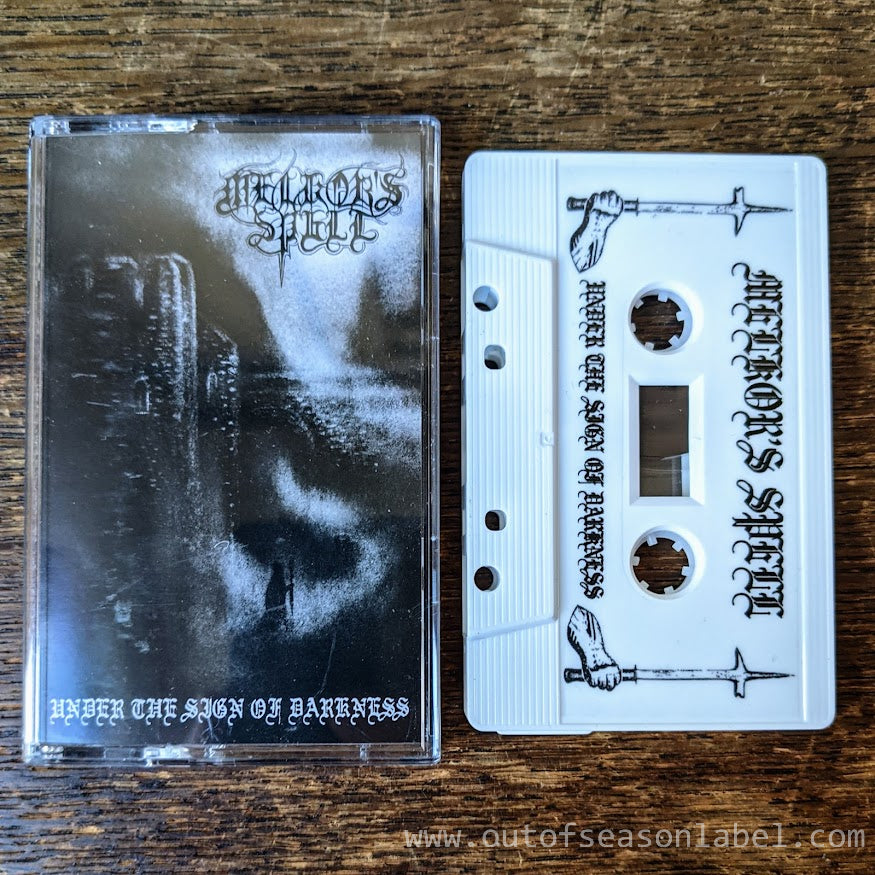 MELKOR'S
SPELL
UNDER THE SIGN OF DARKNESS
MELKOR'S SPELL
UNDER THE SIGN OF DARKNESS
www.outofseasonlabel.com